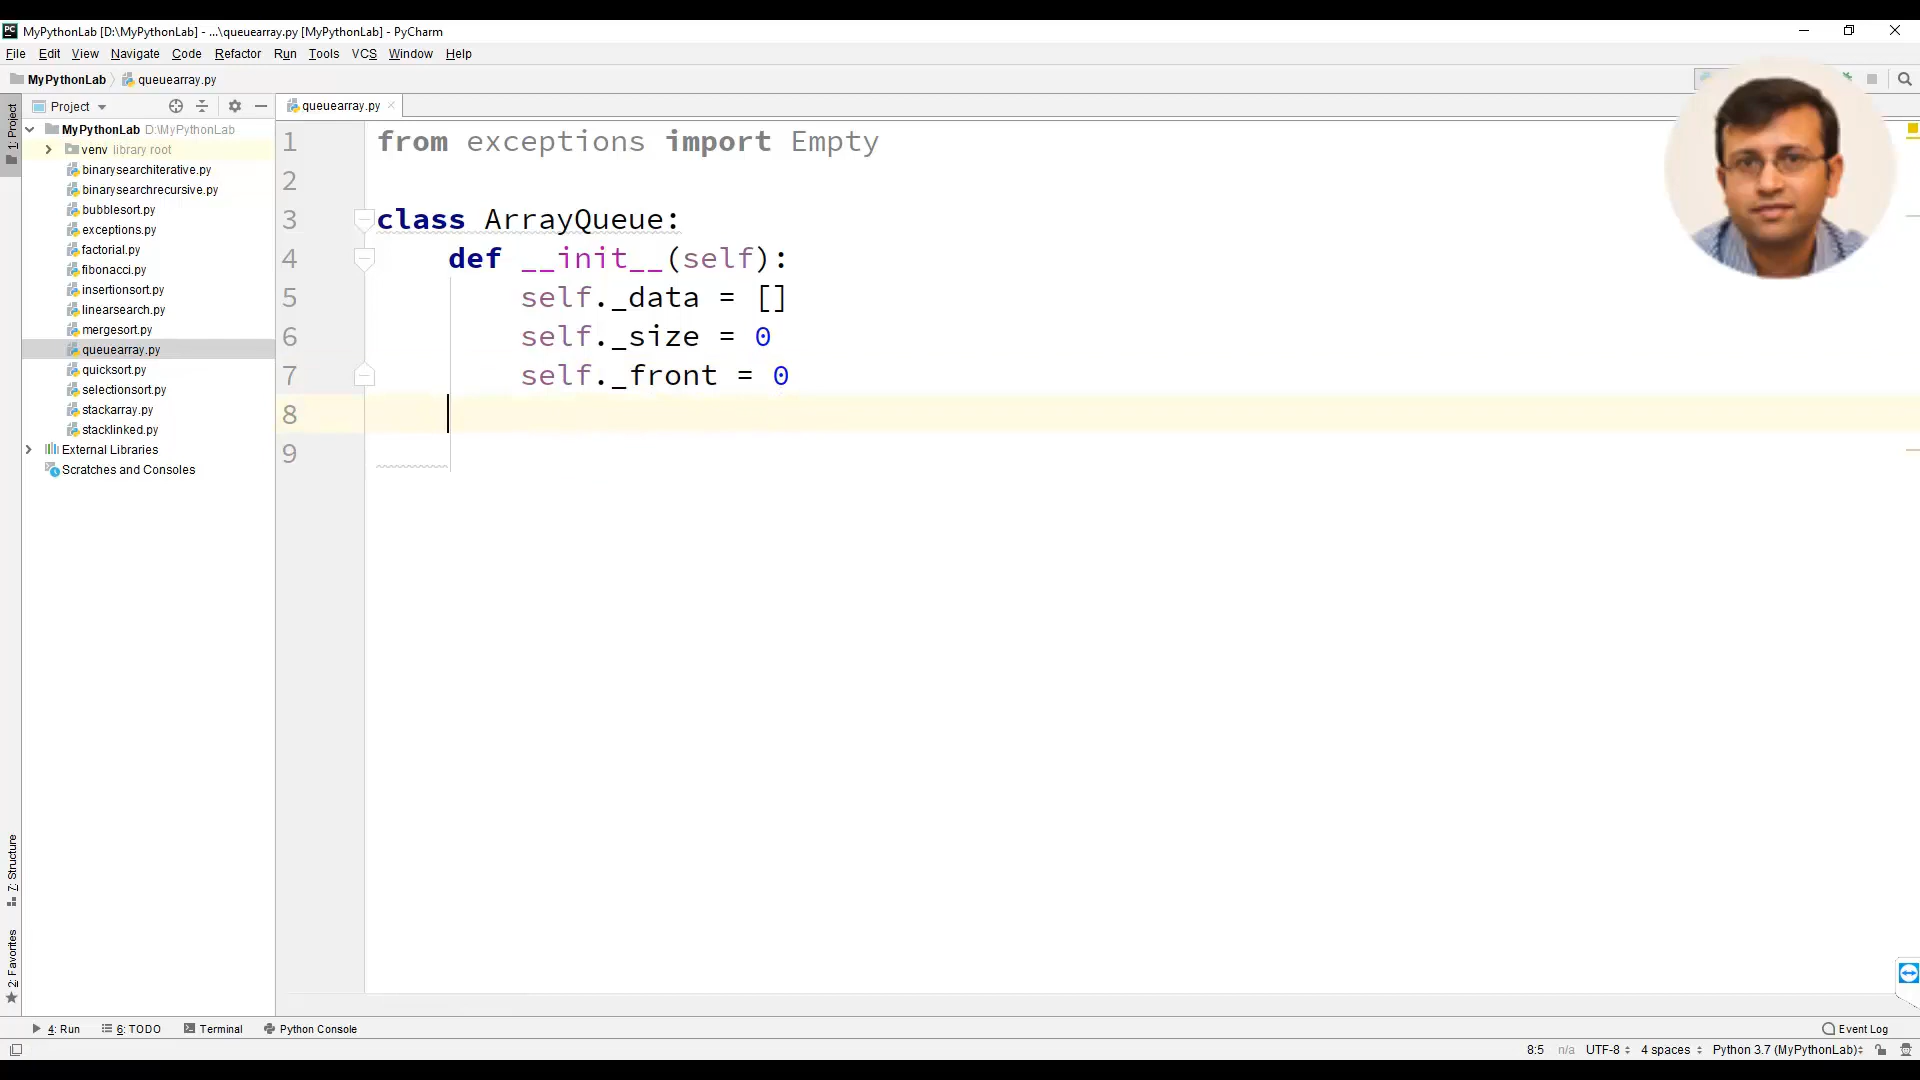 MyPythonLab [D:\MyPythonLab] - ...\queuearray.py [MyPythonLab] - PyCharm
File Edit View Navigate Code Refactor Run Tools VCS Window Help
MyPythonLab queuearray.py
Project
queuearray.py
1: Project
MyPythonLab D:\MyPythonLab
venv library root
binarysearchiterative.py
binarysearchrecursive.py
bubblesort.py
exceptions.py
factorial.py
fibonacci.py
insertionsort.py
linearsearch.py
mergesort.py
queuearray.py
quicksort.py
selectionsort.py
stackarray.py
stacklinked.py
External Libraries
Scratches and Consoles
1 from exceptions import Empty
2
3 class ArrayQueue:
4 def __init__(self):
5 self._data = []
6 self._size = 0
7 self._front = 0
8
9
7: Structure
2: Favorites
4: Run 6: TODO Terminal Python Console Event Log
8:5 n/a UTF-8 4 spaces Python 3.7 (MyPythonLab)